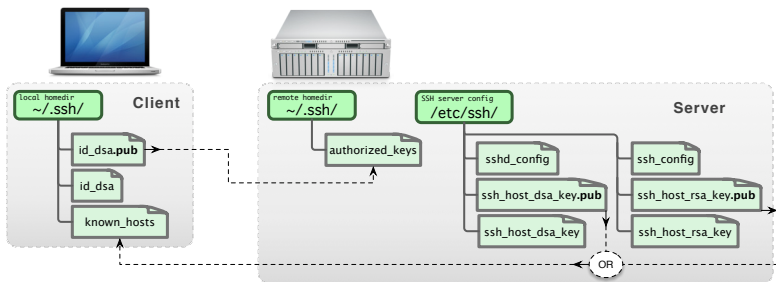 Client
local homedir
~/.ssh/
id_dsa.pub
id_dsa
known_hosts
Server
remote homedir
~/.ssh/
authorized_keys
SSH server config
/etc/ssh/
sshd_config
ssh_host_dsa_key.pub
ssh_host_dsa_key
ssh_config
ssh_host_rsa_key.pub
ssh_host_rsa_key
OR